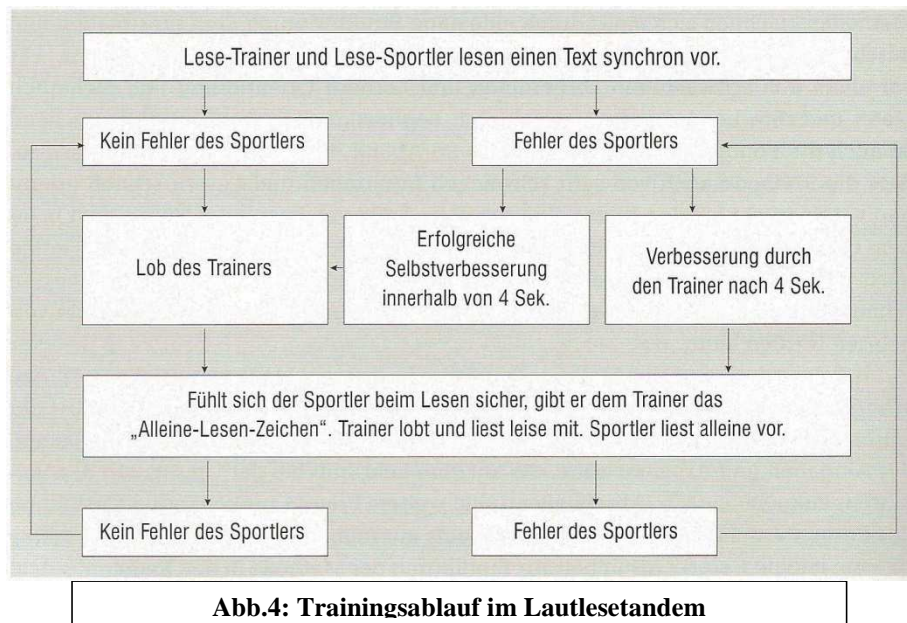 Lese-Trainer und Lese-Sportler lesen einen Text synchron vor.
Kein Fehler des Sportlers
Fehler des Sportlers
Lob des Trainers
Erfolgreiche
Selbstverbesserung
innerhalb von 4 Sek.
Verbesserung durch
den Trainer nach 4 Sek.
Fühlt sich der Sportler beim Lesen sicher, gibt er dem Trainer das
„Alleine-Lesen-Zeichen“. Trainer lobt und liest leise mit. Sportler liest alleine vor.
Kein Fehler des Sportlers
Fehler des Sportlers
Abb.4: Trainingsablauf im Lautlesetandem